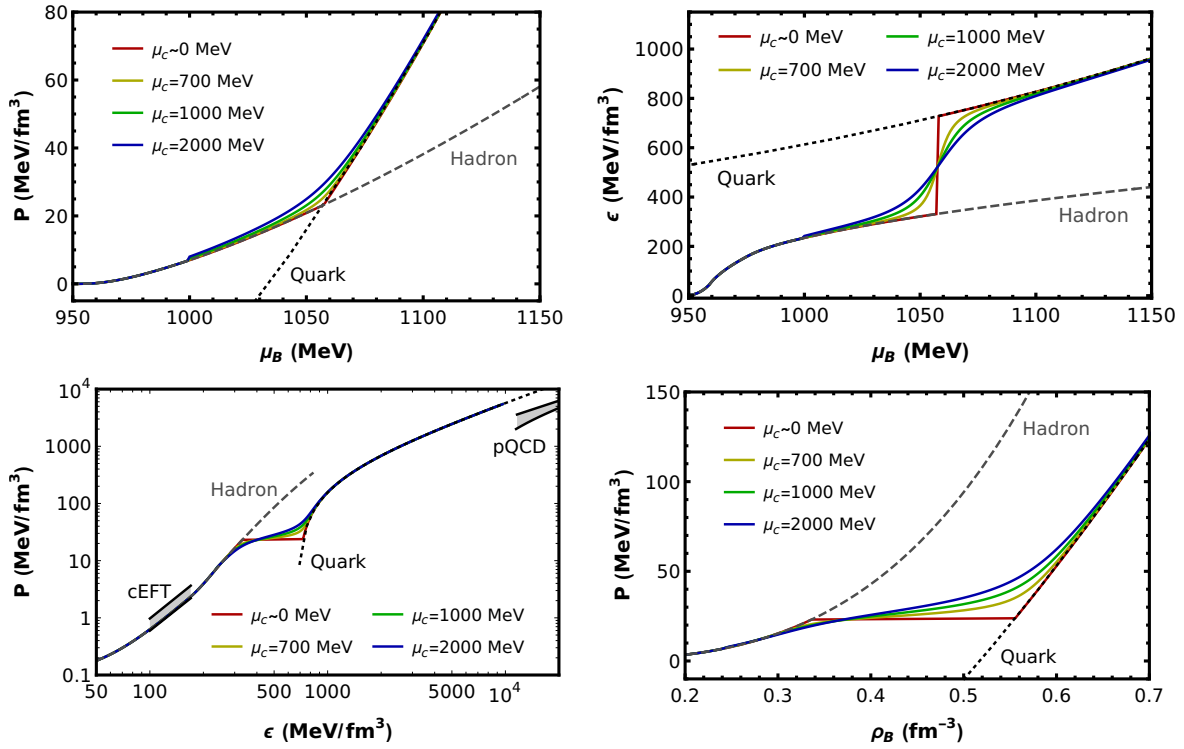 80
60
40
20
0
P (MeV/fm³)
μc~0 MeV
μc=700 MeV
μc=1000 MeV
μc=2000 MeV
Hadron
Quark
950
1000
1050
1100
1150
μB (MeV)
1000
800
600
400
200
0
ϵ (MeV/fm³)
μc~0 MeV
μc=1000 MeV
μc=700 MeV
μc=2000 MeV
Quark
Hadron
950
1000
1050
1100
1150
μB (MeV)
10⁴
1000
100
10
1
0.1
P (MeV/fm³)
pQCD
Hadron
Quark
cEFT
μc~0 MeV
μc=1000 MeV
μc=700 MeV
μc=2000 MeV
50
100
500
1000
5000
10⁴
ϵ (MeV/fm³)
150
100
50
0
P (MeV/fm³)
μc~0 MeV
μc=700 MeV
μc=1000 MeV
μc=2000 MeV
Hadron
Quark
0.2
0.3
0.4
0.5
0.6
0.7
ρB (fm⁻³)